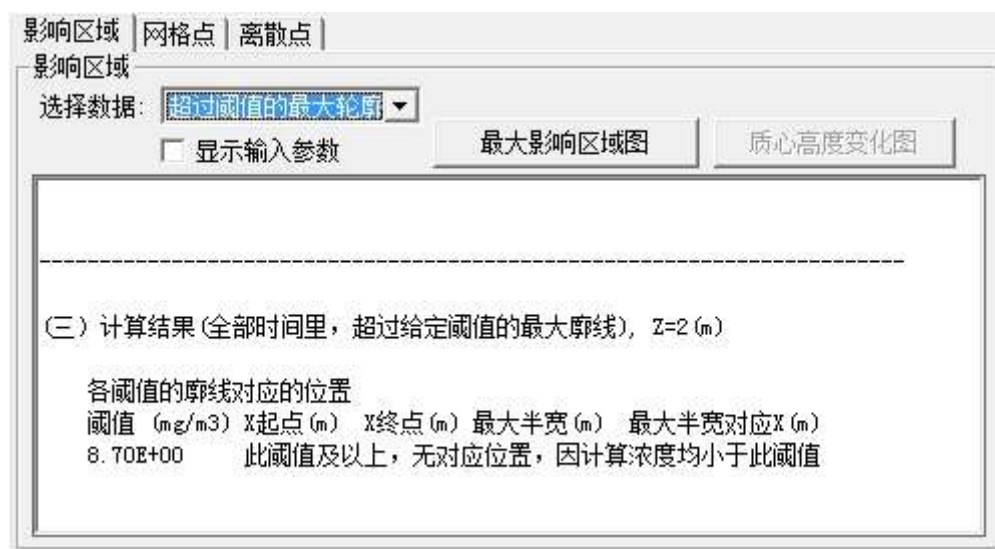 影响区域 网格点 离散点
影响区域
选择数据: 超过阈值的最大轮廓
显示输入参数 最大影响区域图 质心高度变化图
(三) 计算结果(全部时间里，超过给定阈值的最大廓线), Z=2(m)
各阈值的廓线对应的位置
阈值 (mg/m3) X起点(m) X终点(m) 最大半宽(m) 最大半宽对应X(m)
8.70E+00 此阈值及以上，无对应位置，因计算浓度均小于此阈值